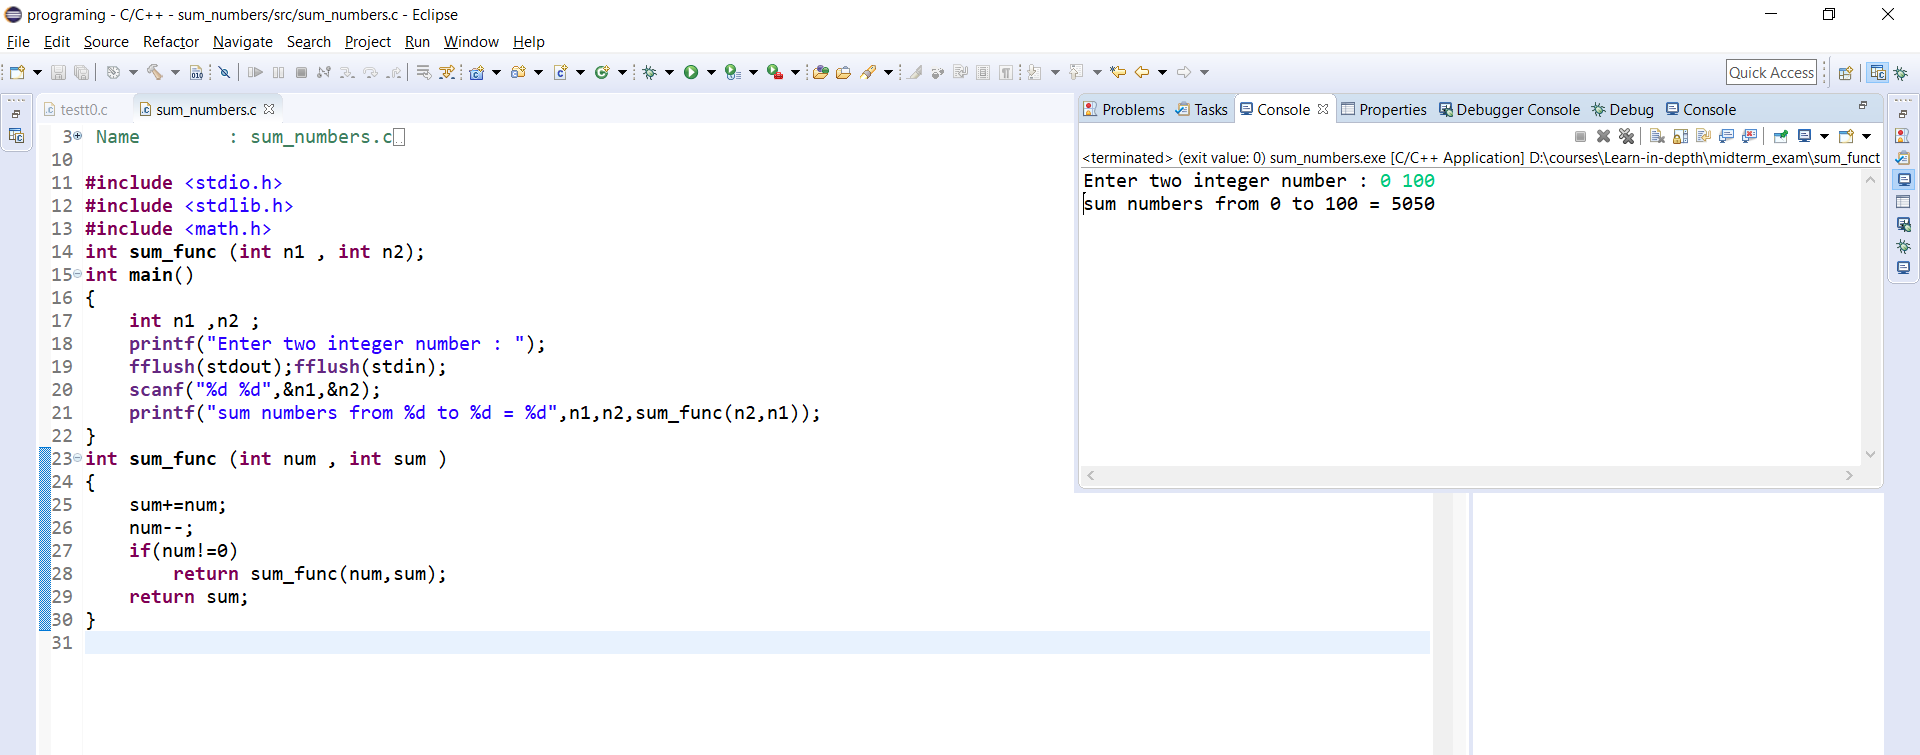 programing - C/C++ - sum_numbers/src/sum_numbers.c - Eclipse
File Edit Source Refactor Navigate Search Project Run Window Help
Quick Access
testt0.c sum_numbers.c
3 Name : sum_numbers.c
10
11 #include <stdio.h>
12 #include <stdlib.h>
13 #include <math.h>
14 int sum_func (int n1 , int n2);
15 int main()
16 {
17 int n1 ,n2 ;
18 printf("Enter two integer number : ");
19 fflush(stdout);fflush(stdin);
20 scanf("%d %d",&n1,&n2);
21 printf("sum numbers from %d to %d = %d",n1,n2,sum_func(n2,n1));
22 }
23 int sum_func (int num , int sum )
24 {
25 sum+=num;
26 num--;
27 if(num!=0)
28 return sum_func(num,sum);
29 return sum;
30 }
31
Problems Tasks Console Properties Debugger Console Debug Console
<terminated> (exit value: 0) sum_numbers.exe [C/C++ Application] D:\courses\Learn-in-depth\midterm_exam\sum_funct
Enter two integer number : 0 100
sum numbers from 0 to 100 = 5050